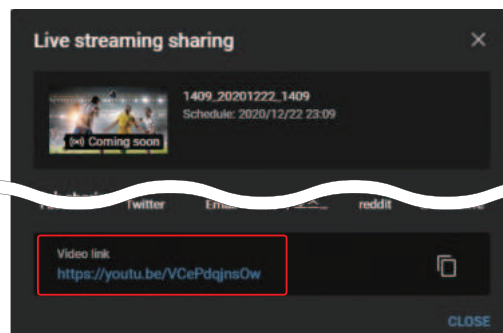 Live streaming sharing
1409_20201222_1409
Schedule: 2020/12/22 23:09
Coming soon
Twitter
reddit
Video link
https://youtu.be/VCePdqjnsOw
CLOSE